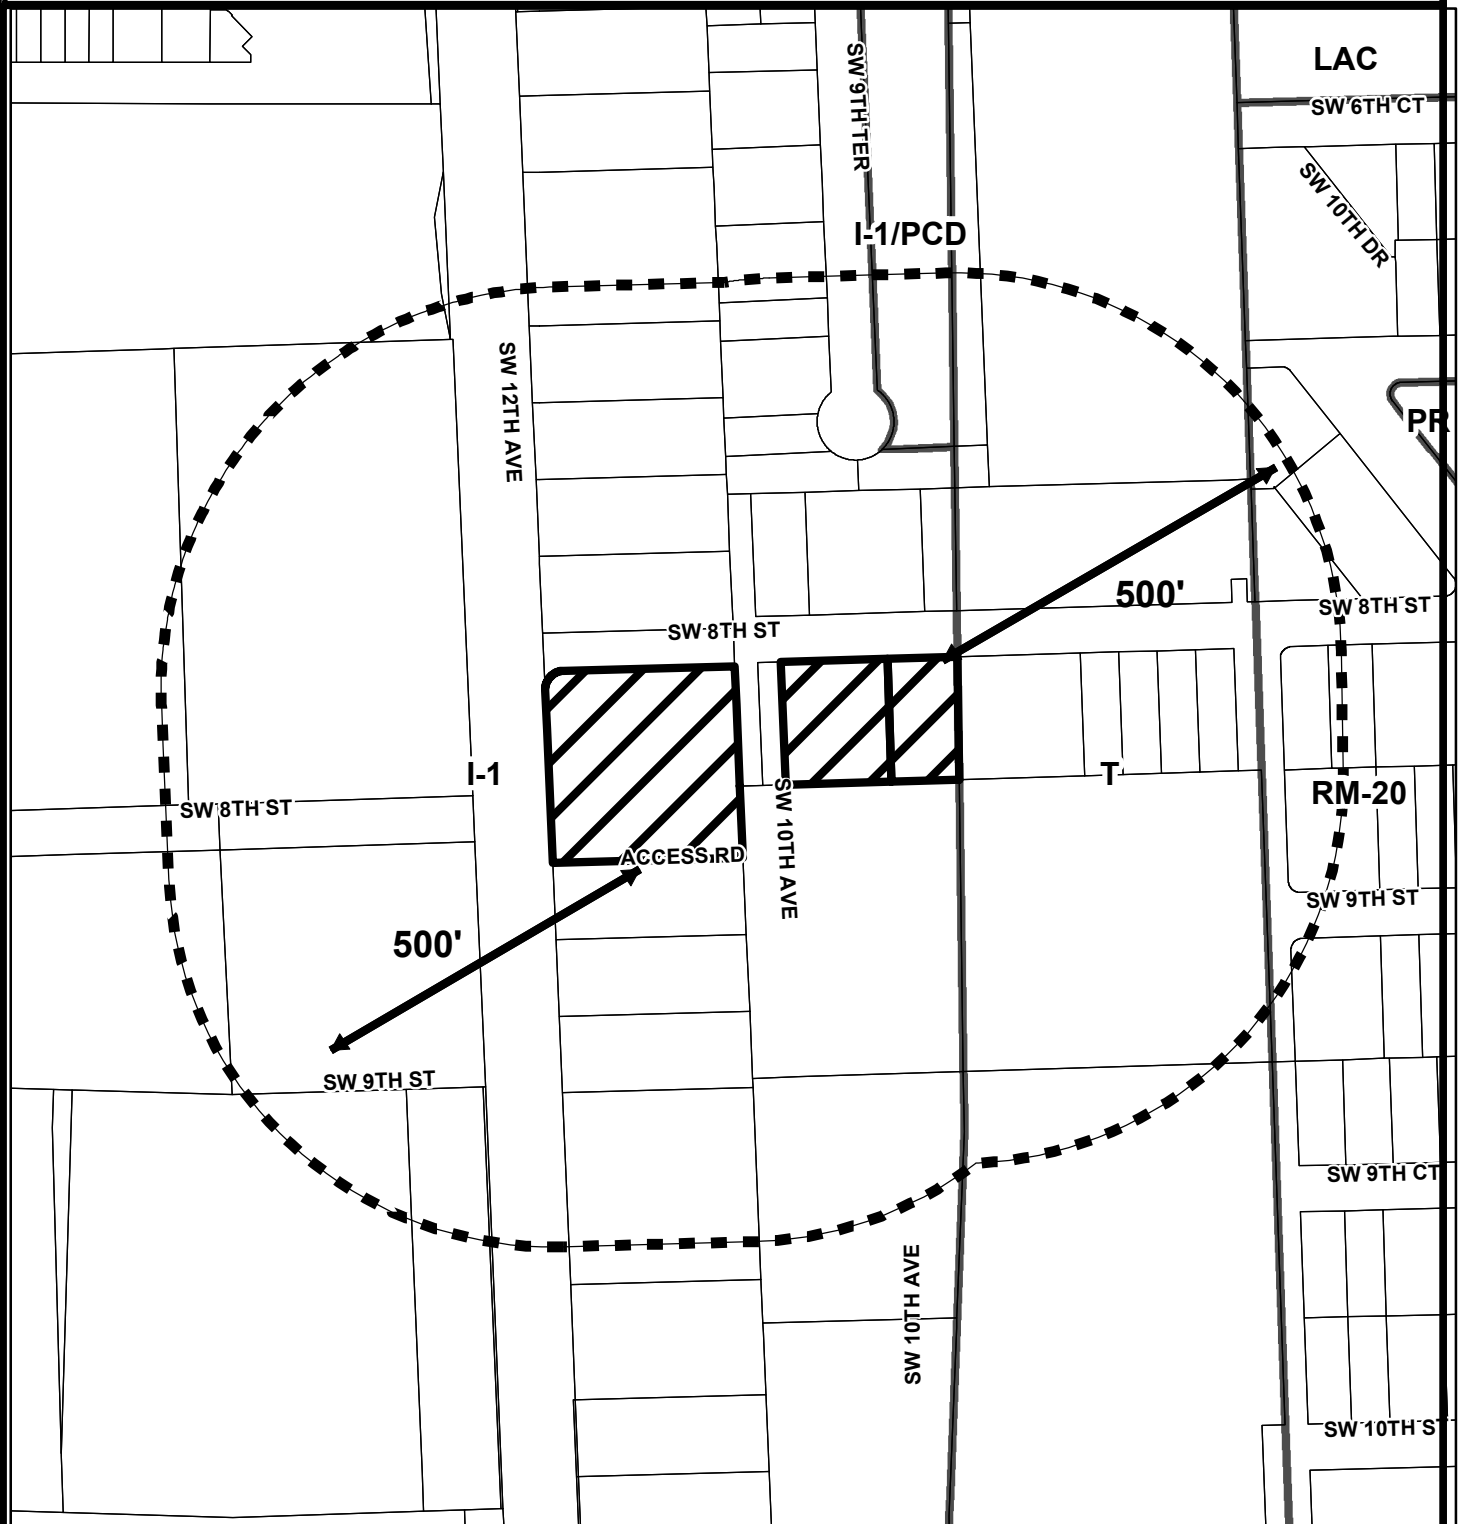 LAC
SW 6TH CT
SW 9TH TER
SW 10TH DR
I-1/PCD
PR
SW 12TH AVE
500'
SW 8TH ST
SW 8TH ST
I-1
T
RM-20
SW 8TH ST
SW 10TH AVE
ACCESS RD
SW 9TH ST
500'
SW 9TH ST
SW 9TH CT
SW 10TH AVE
SW 10TH ST